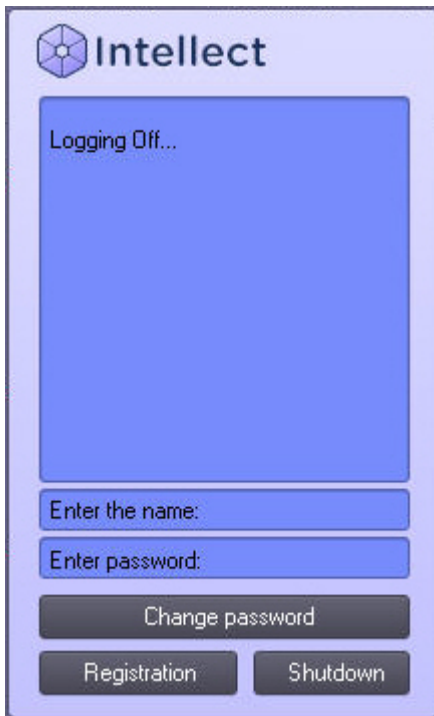 Intellect
Logging Off...
Enter the name:
Enter password:
Change password
Registration
Shutdown